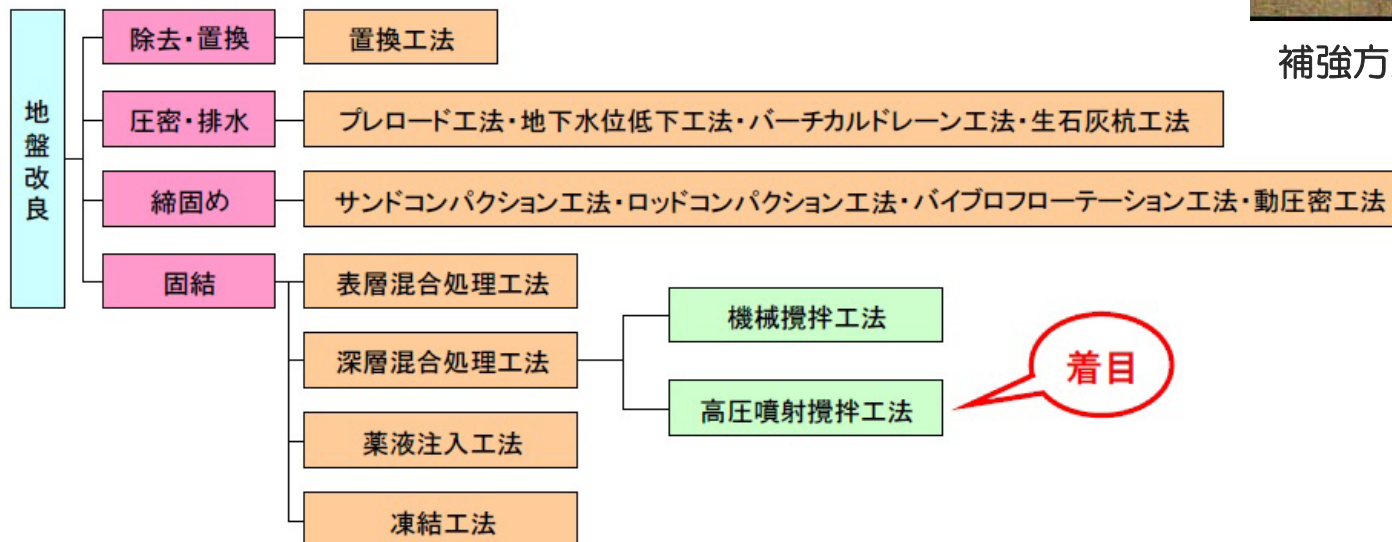 地盤改良
除去・置換
置換工法
補強方
圧密・排水
プレロード工法・地下水位低下工法・バーチカルドレーン工法・生石灰杭工法
締固め
サンドコンパクション工法・ロッドコンパクション工法・バイブロフローテーション工法・動圧密工法
固結
表層混合処理工法
機械攪拌工法
深層混合処理工法
着目
高圧噴射攪拌工法
薬液注入工法
凍結工法